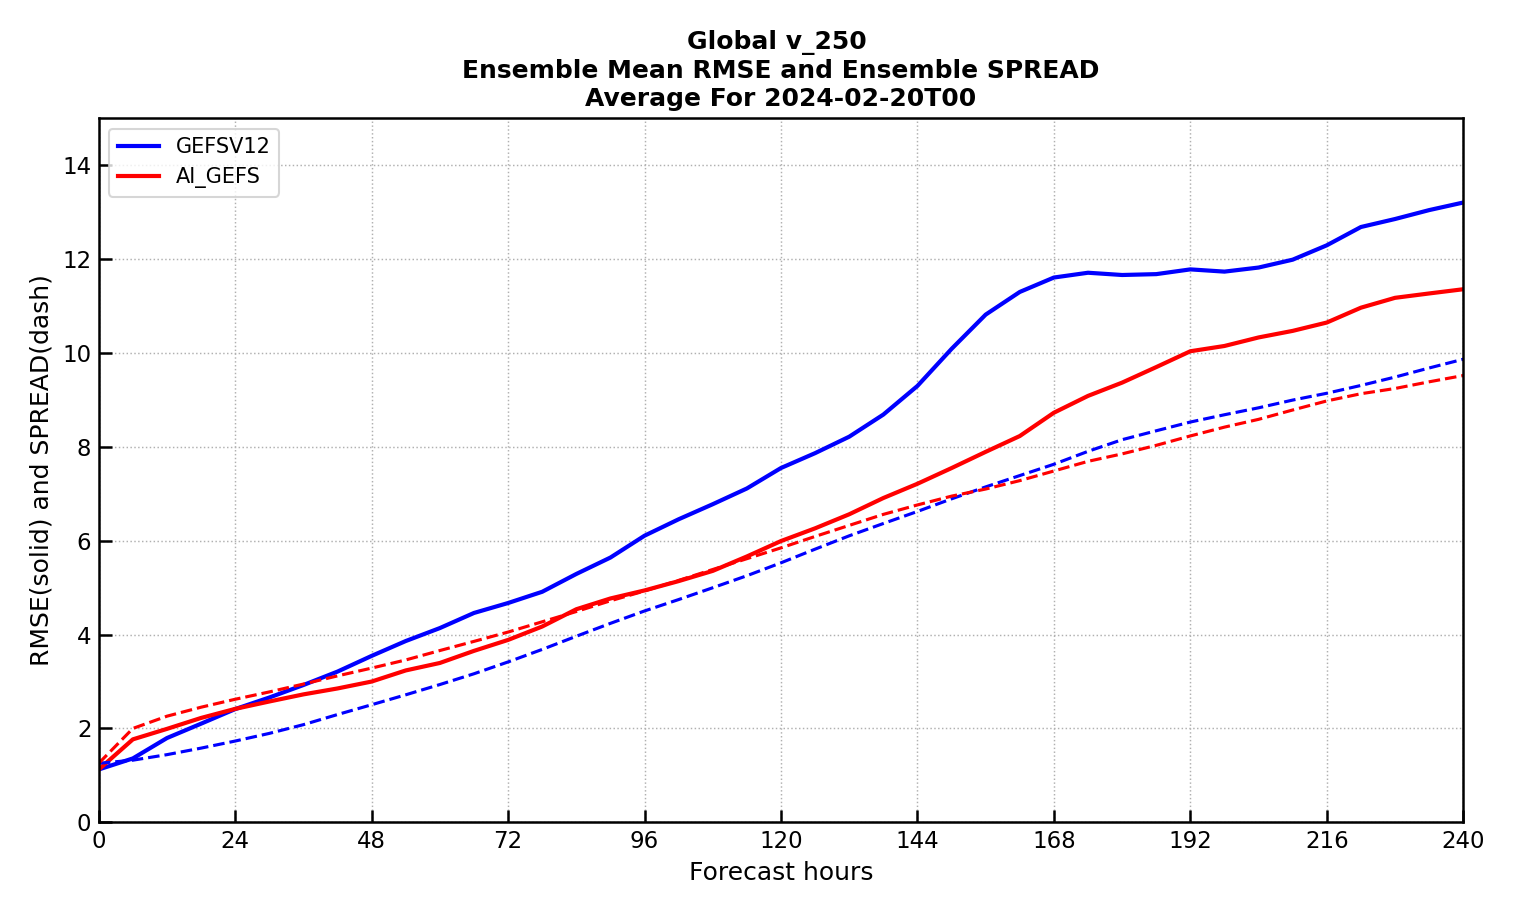 Global v_250
Ensemble Mean RMSE and Ensemble SPREAD
Average For 2024-02-20T00
GEFSV12
AI_GEFS
RMSE(solid) and SPREAD(dash)
14
12
10
8
6
4
2
0
0 24 48 72 96 120 144 168 192 216 240
Forecast hours